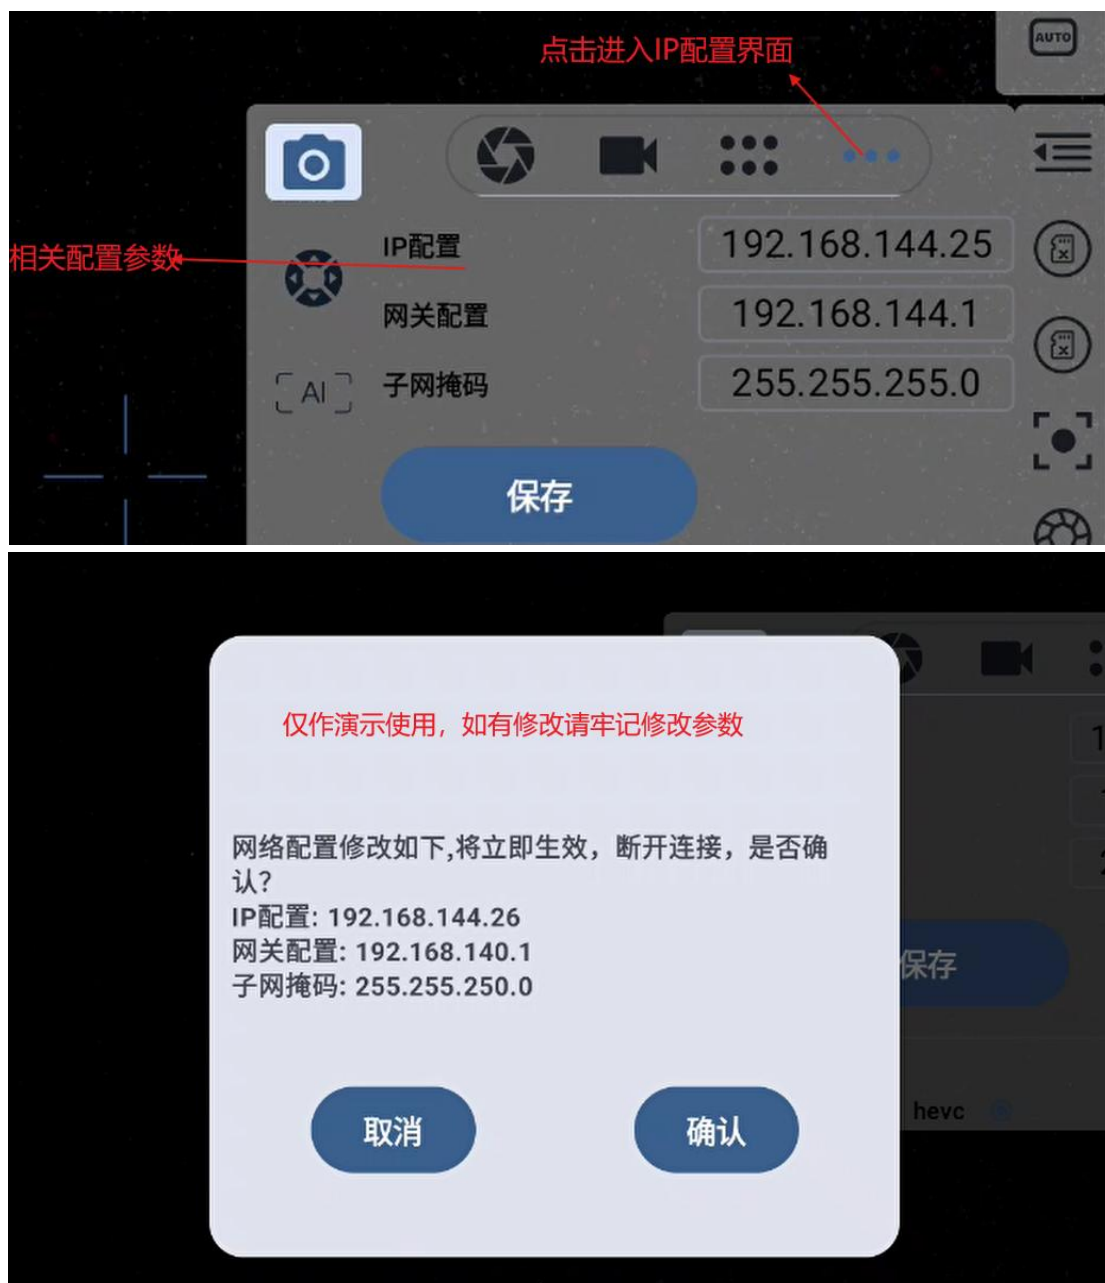 点击进入IP配置界面
AUTO
相关配置参数
IP配置
192.168.144.25
网关配置
192.168.144.1
AI
子网掩码
255.255.255.0
保存
仅作演示使用，如有修改请牢记修改参数
网络配置修改如下,将立即生效，断开连接，是否确
认？
IP配置: 192.168.144.26
网关配置: 192.168.140.1
子网掩码: 255.255.250.0
保存
取消
确认
hevc